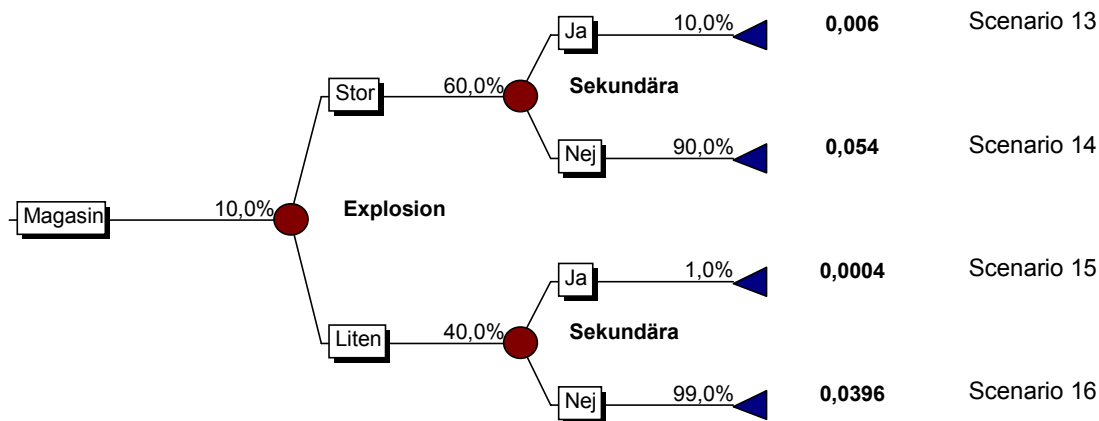 Ja 10,0% 0,006 Scenario 13
Stor 60,0% Sekundära
Nej 90,0% 0,054 Scenario 14
Magasin 10,0% Explosion
Ja 1,0% 0,0004 Scenario 15
Liten 40,0% Sekundära
Nej 99,0% 0,0396 Scenario 16